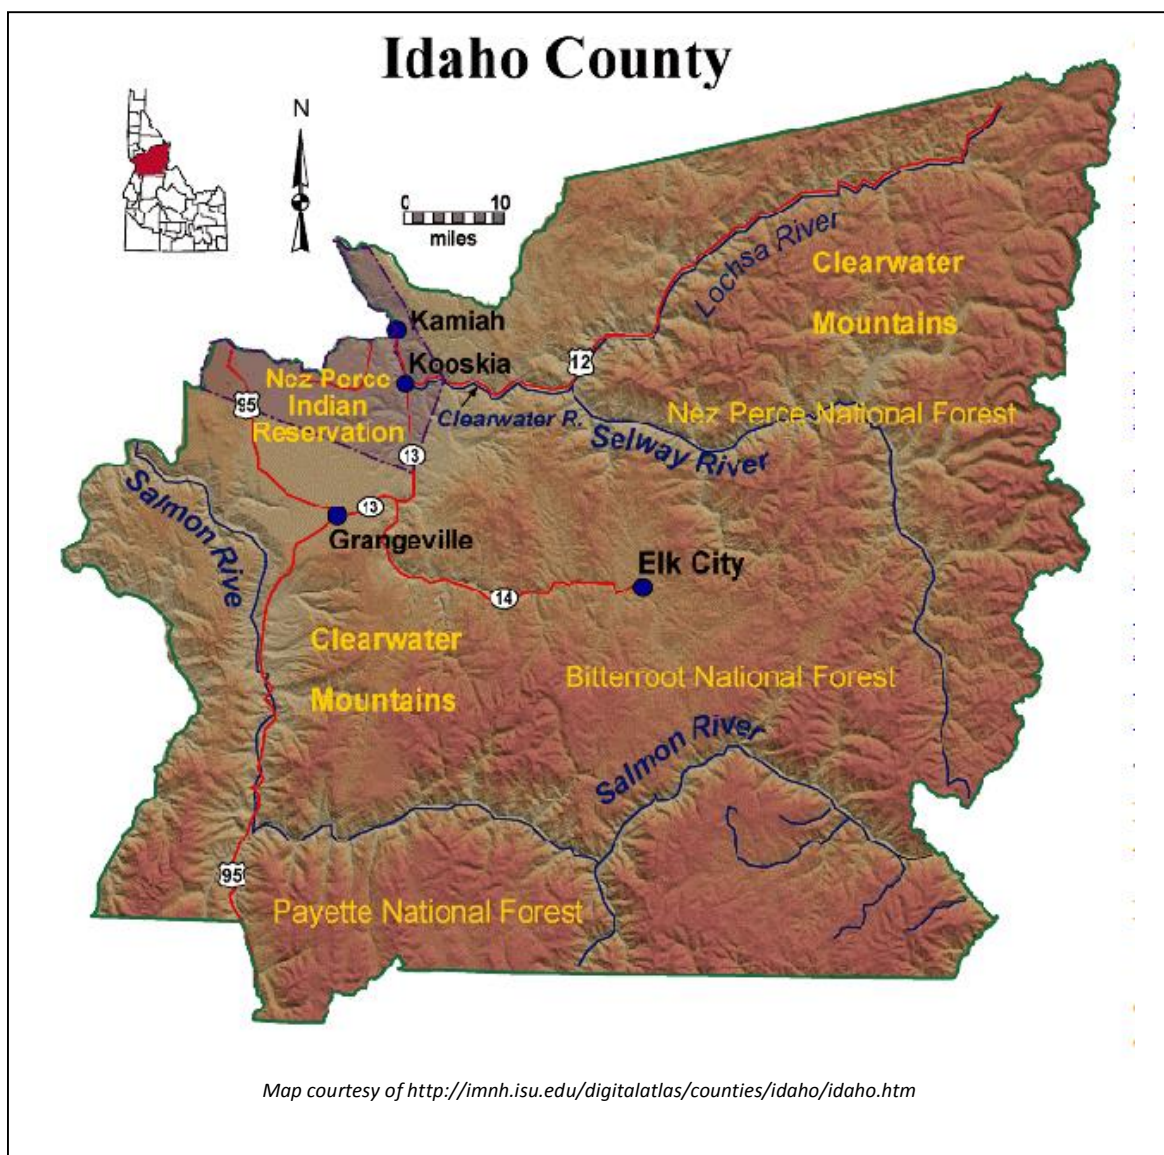 Idaho County
N
0 10
miles
Lochsa River
Clearwater
Mountains
Kamiah
Kooskia
12
Nez Perce
Indian
Reservation
95
Clearwater R.
Nez Perce National Forest
Selway River
13
Salmon Rive
13
Grangeville
Elk City
14
Clearwater
Mountains
Bitterroot National Forest
Salmon River
95
Payette National Forest
Map courtesy of http://imnh.isu.edu/digitalatlas/counties/idaho/idaho.htm